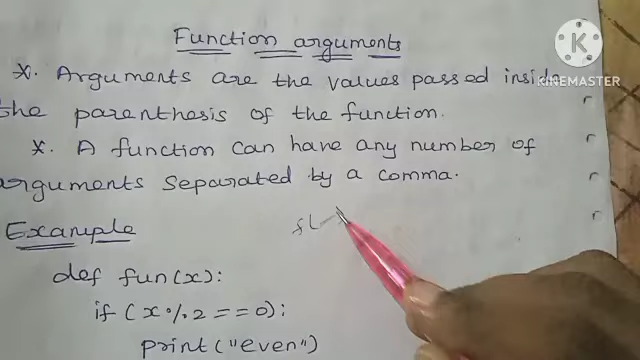 Function arguments
*. Arguments are the values passed inside
the parenthesis of the function.
*. A function can have any number of
arguments separated by a comma.
Example
def fun(x):
if (x%2==0):
print("even")
KINEMASTER